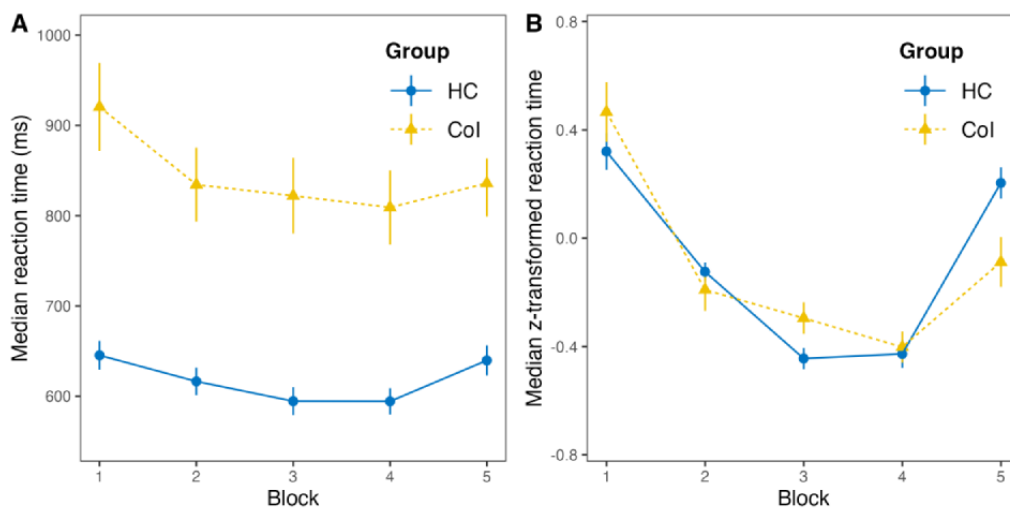 A
Median reaction time (ms)
1000
900
800
700
600
Group
HC
CoI
1 2 3 4 5
Block
B
Median z-transformed reaction time
0.8
0.4
0.0
-0.4
-0.8
Group
HC
CoI
1 2 3 4 5
Block